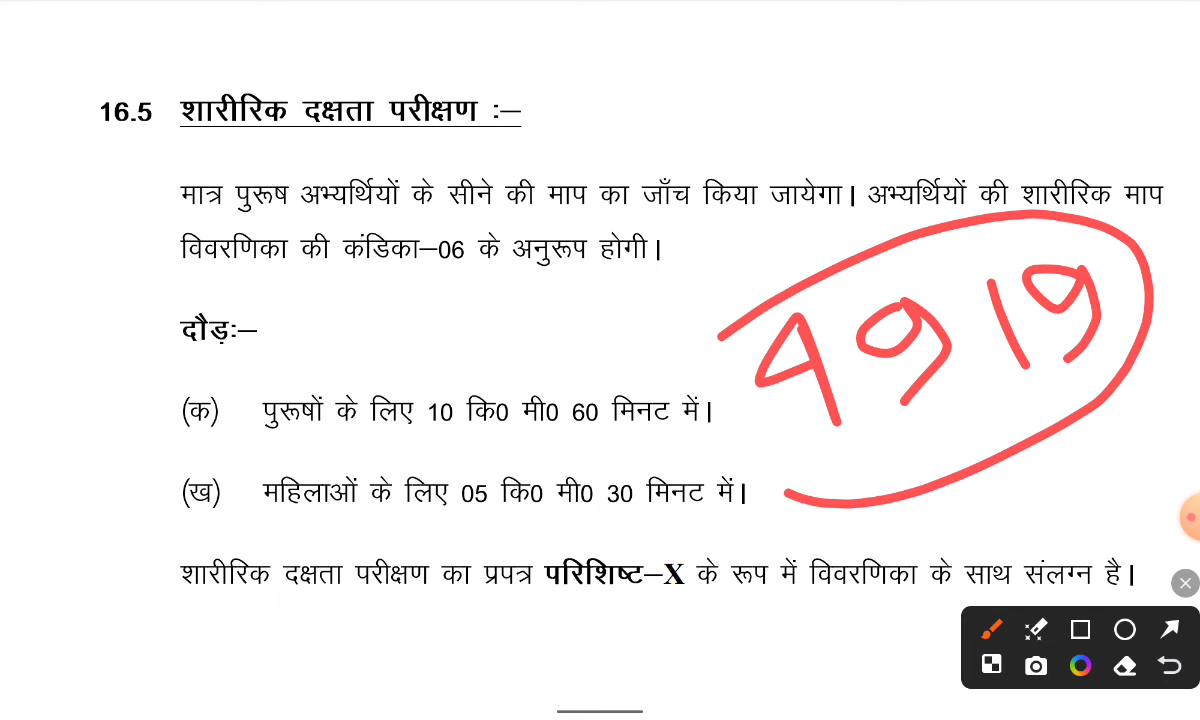 16.5 शारीरिक दक्षता परीक्षण :–
मात्र पुरूष अभ्यर्थियों के सीने की माप का जाँच किया जायेगा। अभ्यर्थियों की शारीरिक माप
विवरणिका की कंडिका–06 के अनुरूप होगी।
4919
दौड़ः–
(क) पुरूषों के लिए 10 कि0 मी0 60 मिनट में।
(ख) महिलाओं के लिए 05 कि0 मी0 30 मिनट में।
शारीरिक दक्षता परीक्षण का प्रपत्र परिशिष्ट–X के रूप में विवरणिका के साथ संलग्न है।